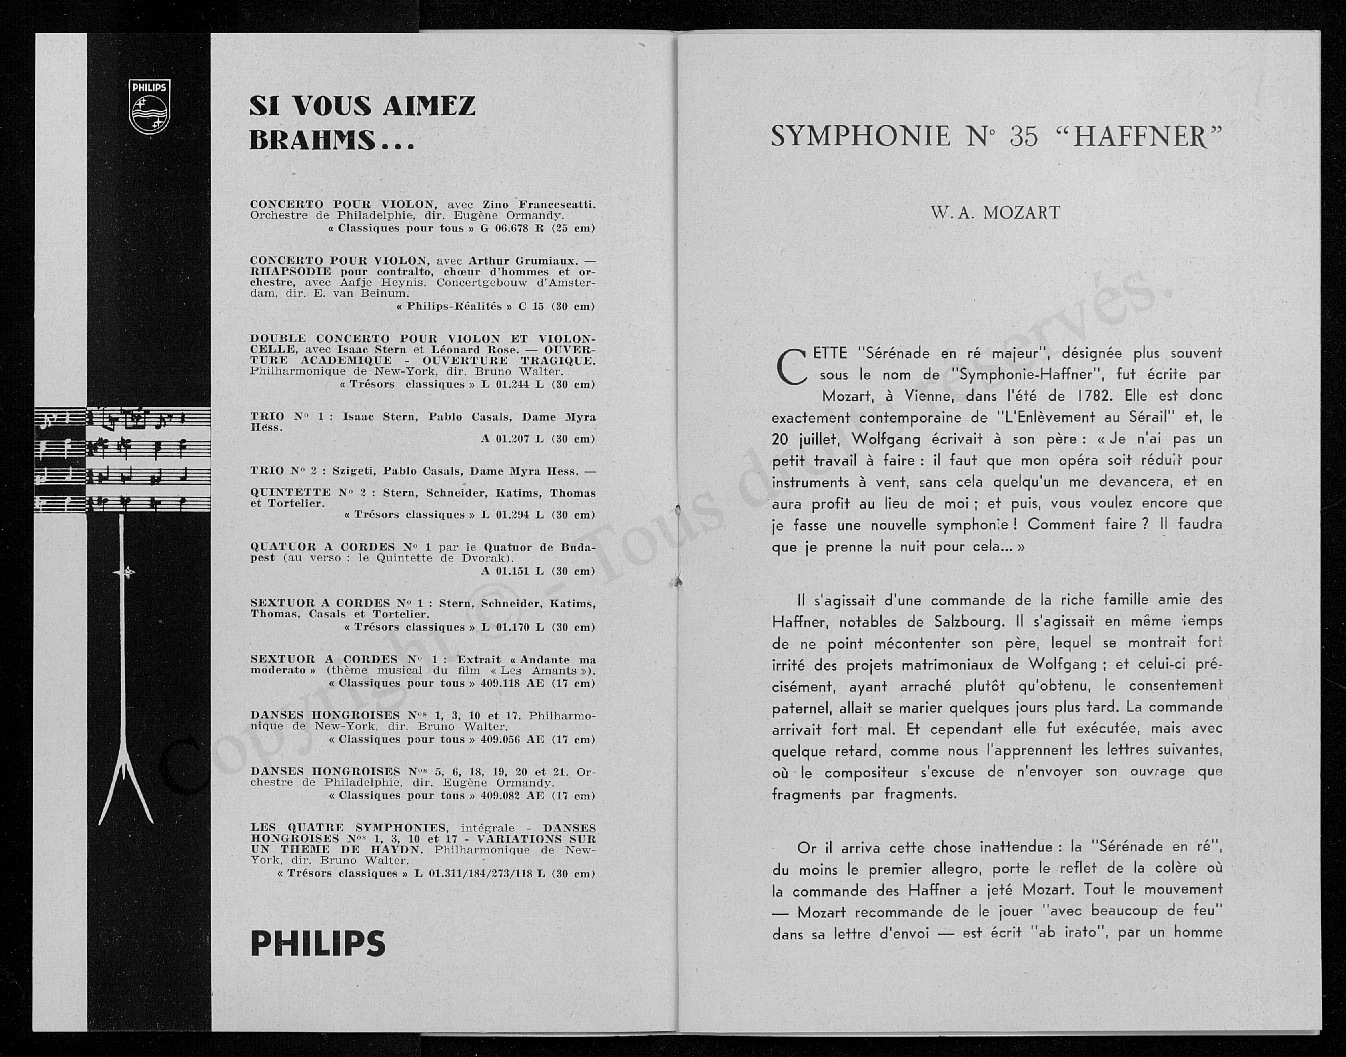 PHILIPS
SI VOUS AIMEZ
BRAHMS...
CONCERTO POUR VIOLON, avec Zino Francescatti.
Orchestre de Philadelphie, dir. Eugène Ormandy.
« Classiques pour tous » G 06.678 R (25 cm)
CONCERTO POUR VIOLON, avec Arthur Grumiaux. —
RHAPSODIE pour contralto, chœur d'hommes et or-
chestre, avec Aafje Heynis. Concertgebouw d'Amster-
dam, dir. E. van Beinum.
« Philips-Réalités » C 15 (30 cm)
DOUBLE CONCERTO POUR VIOLON ET VIOLON-
CELLE, avec Isaac Stern et Léonard Rose. — OUVER-
TURE ACADEMIQUE - OUVERTURE TRAGIQUE.
Philharmonique de New-York, dir. Bruno Walter.
« Trésors classiques » L 01.244 L (30 cm)
TRIO N° 1 : Isaac Stern, Pablo Casals, Dame Myra
Hess.
A 01.207 L (30 cm)
TRIO N° 2 : Szigeti, Pablo Casals, Dame Myra Hess. —
QUINTETTE N° 2 : Stern, Schneider, Katims, Thomas
et Tortelier.
« Trésors classiques » L 01.294 L (30 cm)
QUATUOR A CORDES N° 1 par le Quatuor de Buda-
pest (au verso : le Quintette de Dvorak).
A 01.151 L (30 cm)
SEXTUOR A CORDES N° 1 : Stern, Schneider, Katims,
Thomas, Casals et Tortelier.
« Trésors classiques » L 01.170 L (30 cm)
SEXTUOR A CORDES N° 1 : Extrait « Andante ma
moderato » (thème musical du film « Les Amants »).
« Classiques pour tous » 409.118 AE (17 cm)
DANSES HONGROISES Nos 1, 3, 10 et 17. Philharmo-
nique de New-York, dir. Bruno Walter.
« Classiques pour tous » 409.056 AE (17 cm)
DANSES HONGROISES Nos 5, 6, 18, 19, 20 et 21. Or-
chestre de Philadelphie, dir. Eugène Ormandy.
« Classiques pour tous » 409.082 AE (17 cm)
LES QUATRE SYMPHONIES, intégrale - DANSES
HONGROISES Nos 1, 3, 10 et 17 - VARIATIONS SUR
UN THEME DE HAYDN. Philharmonique de New-
York, dir. Bruno Walter.
« Trésors classiques » L 01.311/184/273/118 L (30 cm)
PHILIPS
SYMPHONIE N° 35 “HAFFNER”
W. A. MOZART
CETTE "Sérénade en ré majeur", désignée plus souvent
sous le nom de "Symphonie-Haffner", fut écrite par
Mozart, à Vienne, dans l'été de 1782. Elle est donc
exactement contemporaine de "L'Enlèvement au Sérail" et, le
20 juillet, Wolfgang écrivait à son père : « Je n'ai pas un
petit travail à faire : il faut que mon opéra soit réduit pour
instruments à vent, sans cela quelqu'un me devancera, et en
aura profit au lieu de moi ; et puis, vous voulez encore que
je fasse une nouvelle symphonie ! Comment faire ? Il faudra
que je prenne la nuit pour cela... »
Il s'agissait d'une commande de la riche famille amie des
Haffner, notables de Salzbourg. Il s'agissait en même temps
de ne point mécontenter son père, lequel se montrait fort
irrité des projets matrimoniaux de Wolfgang ; et celui-ci pré-
cisément, ayant arraché plutôt qu'obtenu, le consentement
paternel, allait se marier quelques jours plus tard. La commande
arrivait fort mal. Et cependant elle fut exécutée, mais avec
quelque retard, comme nous l'apprennent les lettres suivantes,
où le compositeur s'excuse de n'envoyer son ouvrage que
fragments par fragments.
Or il arriva cette chose inattendue : la "Sérénade en ré",
du moins le premier allegro, porte le reflet de la colère où
la commande des Haffner a jeté Mozart. Tout le mouvement
— Mozart recommande de le jouer "avec beaucoup de feu"
dans sa lettre d'envoi — est écrit "ab irato", par un homme
Copyright © - Tous droits réservés.